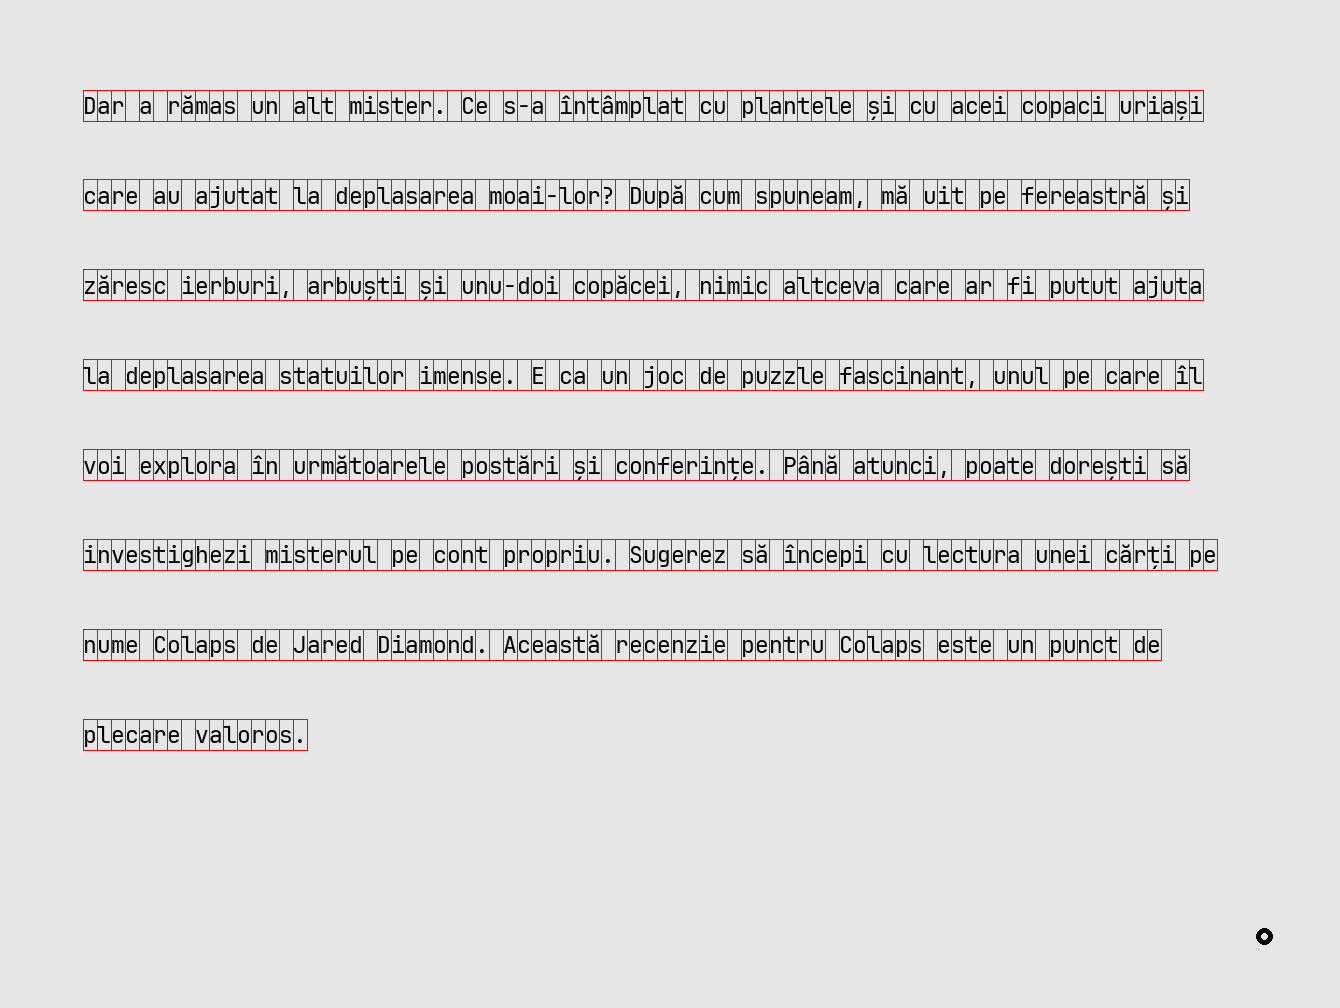 Dar a rămas un alt mister. Ce s-a întâmplat cu plantele și cu acei copaci uriași
care au ajutat la deplasarea moai-lor? După cum spuneam, mă uit pe fereastră și
zăresc ierburi, arbuști și unu-doi copăcei, nimic altceva care ar fi putut ajuta
la deplasarea statuilor imense. E ca un joc de puzzle fascinant, unul pe care îl
voi explora în următoarele postări și conferințe. Până atunci, poate dorești să
investighezi misterul pe cont propriu. Sugerez să începi cu lectura unei cărți pe
nume Colaps de Jared Diamond. Această recenzie pentru Colaps este un punct de
plecare valoros.